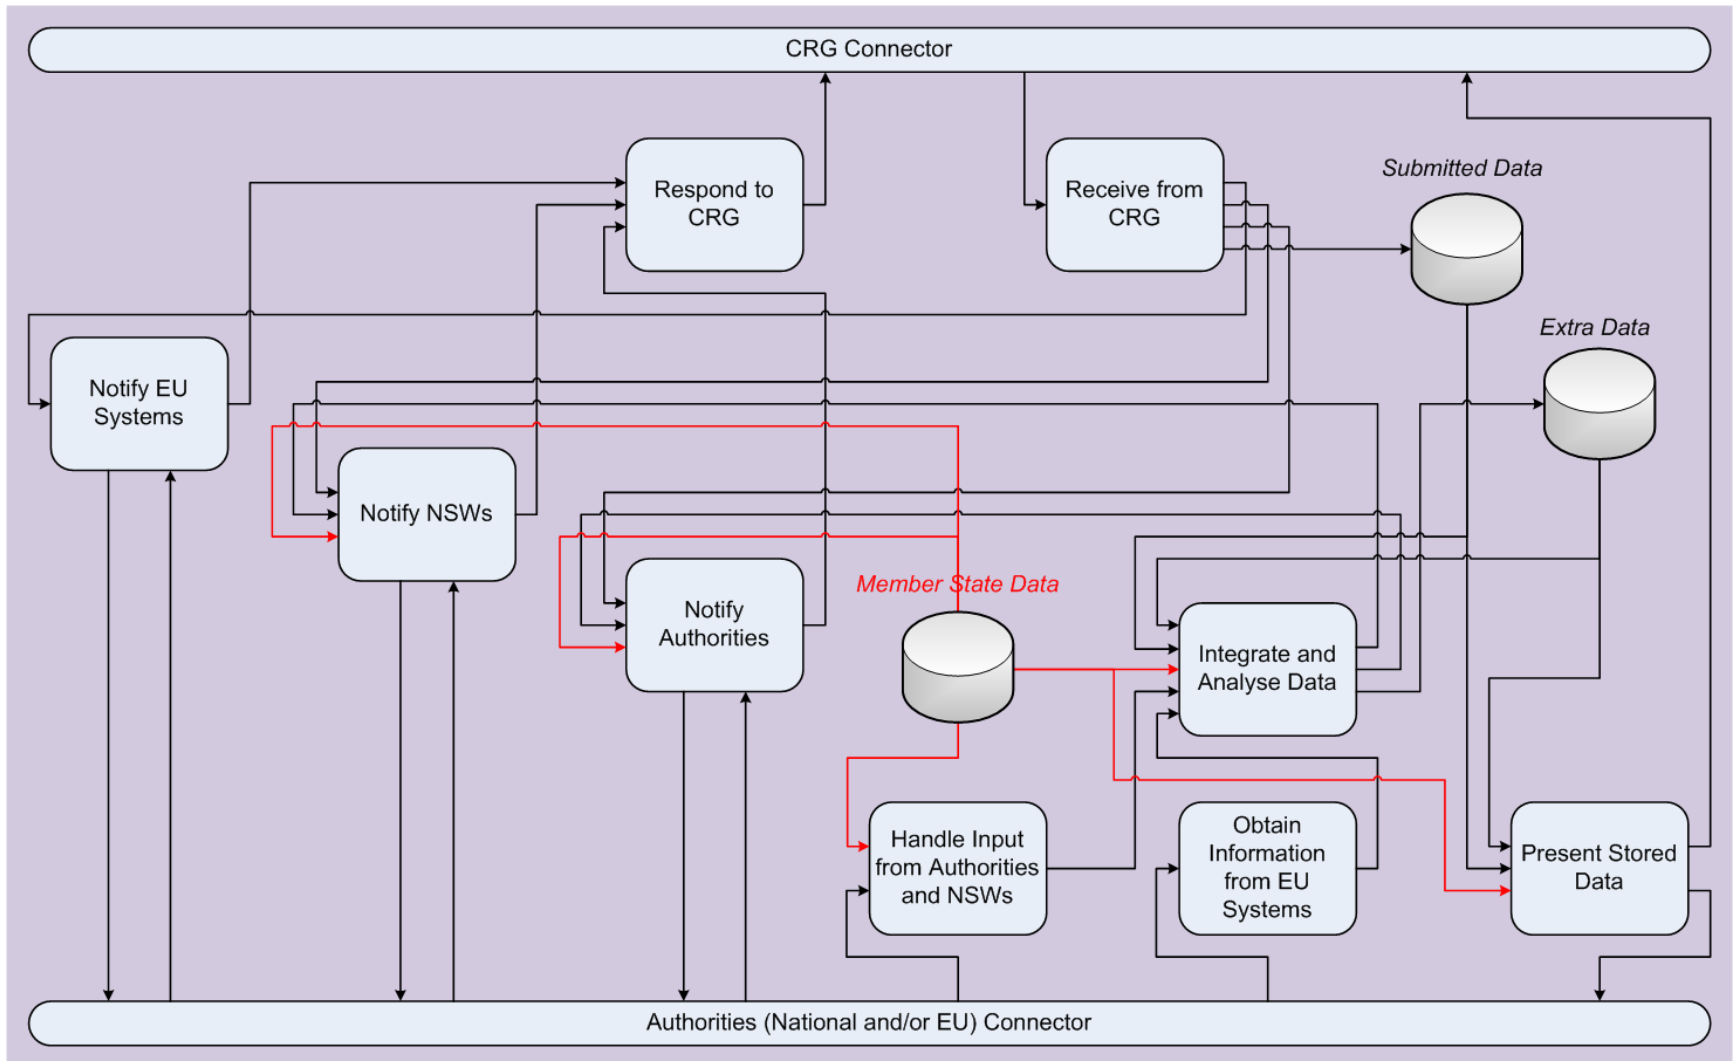 CRG Connector
Respond to
CRG
Receive from
CRG
Submitted Data
Extra Data
Notify EU
Systems
Notify NSWs
Notify
Authorities
Member State Data
Integrate and
Analyse Data
Handle Input
from Authorities
and NSWs
Obtain
Information
from EU
Systems
Present Stored
Data
Authorities (National and/or EU) Connector